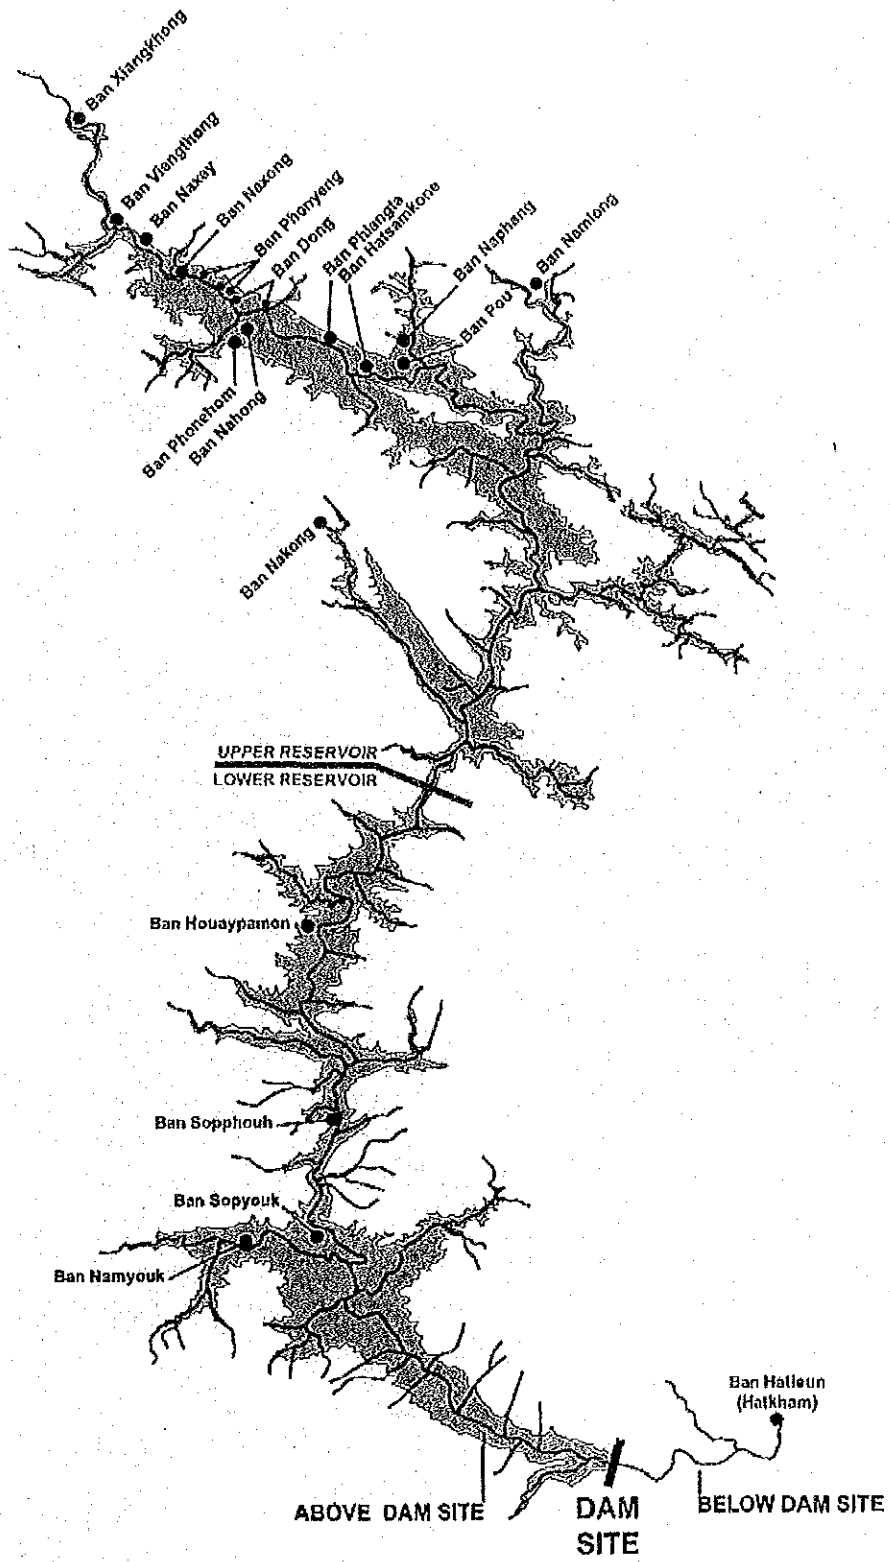 Ban Xiangkhong
Ban Viangthong
Ban Naxay
Ban Naxong
Ban Phonyeng
Ban Dong
Ban Phiangta
Ban Hatsamkone
Ban Naphang
Ban Pou
Ban Namlong
Ban Phonehom
Ban Nahong
Ban Nakong
UPPER RESERVOIR
LOWER RESERVOIR
Ban Houaypamon
Ban Sopphouh
Ban Sopyouk
Ban Namyouk
Ban Hatleun
(Hatkham)
ABOVE DAM SITE
DAM
SITE
BELOW DAM SITE